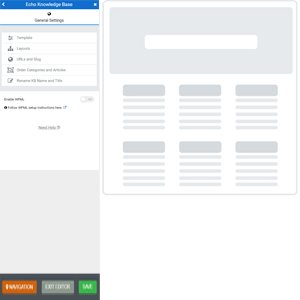 Echo Knowledge Base
General Settings
Template
Layouts
URLs and Slug
Order Categories and Articles
Rename KB Name and Title
Enable WPML
Follow WPML setup instructions here.
Need Help
NAVIGATION
EXIT EDITOR
SAVE